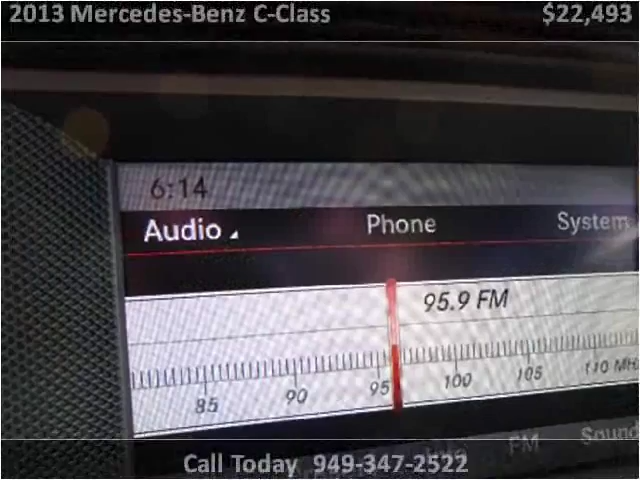 2013 Mercedes-Benz C-Class $22,493
6:14
Audio Phone System
95.9 FM
85 90 95 100 105 110 MHz
FM Sound
Call Today 949-347-2522